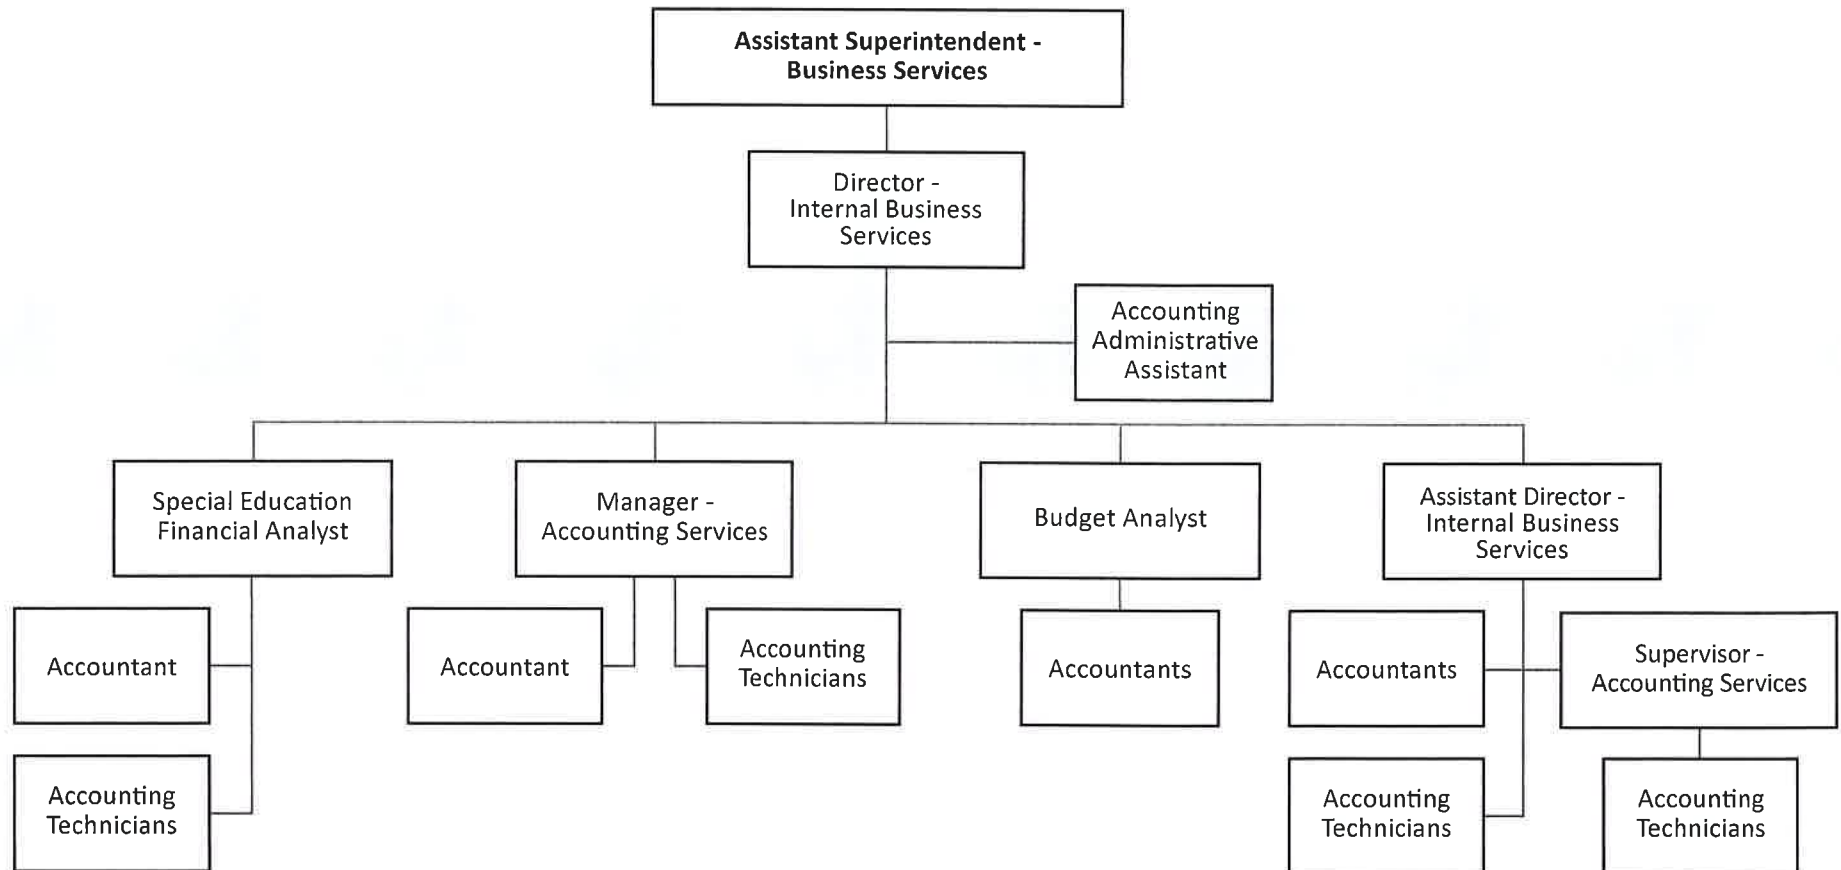 Assistant Superintendent -
Business Services
Director -
Internal Business
Services
Accounting
Administrative
Assistant
Special Education
Financial Analyst
Manager -
Accounting Services
Budget Analyst
Assistant Director -
Internal Business
Services
Accountant
Accountant
Accounting
Technicians
Accountants
Accountants
Supervisor -
Accounting Services
Accounting
Technicians
Accounting
Technicians
Accounting
Technicians